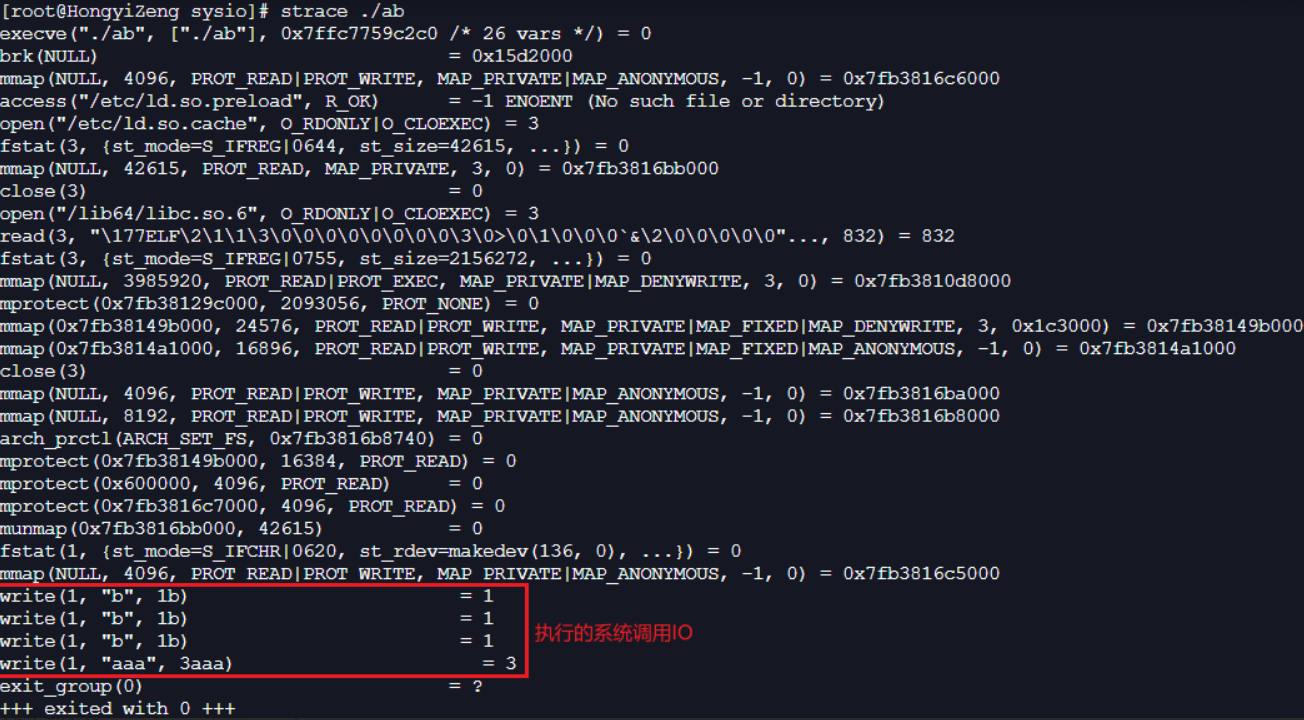 [root@HongyiZeng sysio]# strace ./ab
execve("./ab", ["./ab"], 0x7ffc7759c2c0 /* 26 vars */) = 0
brk(NULL)                               = 0x15d2000
mmap(NULL, 4096, PROT_READ|PROT_WRITE, MAP_PRIVATE|MAP_ANONYMOUS, -1, 0) = 0x7fb3816c6000
access("/etc/ld.so.preload", R_OK)      = -1 ENOENT (No such file or directory)
open("/etc/ld.so.cache", O_RDONLY|O_CLOEXEC) = 3
fstat(3, {st_mode=S_IFREG|0644, st_size=42615, ...}) = 0
mmap(NULL, 42615, PROT_READ, MAP_PRIVATE, 3, 0) = 0x7fb3816bb000
close(3)                                = 0
open("/lib64/libc.so.6", O_RDONLY|O_CLOEXEC) = 3
read(3, "\177ELF\2\1\1\3\0\0\0\0\0\0\0\0\3\0>\0\1\0\0\0`&\2\0\0\0\0\0"..., 832) = 832
fstat(3, {st_mode=S_IFREG|0755, st_size=2156272, ...}) = 0
mmap(NULL, 3985920, PROT_READ|PROT_EXEC, MAP_PRIVATE|MAP_DENYWRITE, 3, 0) = 0x7fb3810d8000
mprotect(0x7fb38129c000, 2093056, PROT_NONE) = 0
mmap(0x7fb38149b000, 24576, PROT_READ|PROT_WRITE, MAP_PRIVATE|MAP_FIXED|MAP_DENYWRITE, 3, 0x1c3000) = 0x7fb38149b000
mmap(0x7fb3814a1000, 16896, PROT_READ|PROT_WRITE, MAP_PRIVATE|MAP_FIXED|MAP_ANONYMOUS, -1, 0) = 0x7fb3814a1000
close(3)                                = 0
mmap(NULL, 4096, PROT_READ|PROT_WRITE, MAP_PRIVATE|MAP_ANONYMOUS, -1, 0) = 0x7fb3816ba000
mmap(NULL, 8192, PROT_READ|PROT_WRITE, MAP_PRIVATE|MAP_ANONYMOUS, -1, 0) = 0x7fb3816b8000
arch_prctl(ARCH_SET_FS, 0x7fb3816b8740) = 0
mprotect(0x7fb38149b000, 16384, PROT_READ) = 0
mprotect(0x600000, 4096, PROT_READ)     = 0
mprotect(0x7fb3816c7000, 4096, PROT_READ) = 0
munmap(0x7fb3816bb000, 42615)           = 0
fstat(1, {st_mode=S_IFCHR|0620, st_rdev=makedev(136, 0), ...}) = 0
mmap(NULL, 4096, PROT_READ|PROT_WRITE, MAP_PRIVATE|MAP_ANONYMOUS, -1, 0) = 0x7fb3816c5000
write(1, "b", 1b)                        = 1
write(1, "b", 1b)                        = 1
write(1, "b", 1b)                        = 1
执行的系统调用IO
write(1, "aaa", 3aaa)                      = 3
exit_group(0)                           = ?
+++ exited with 0 +++